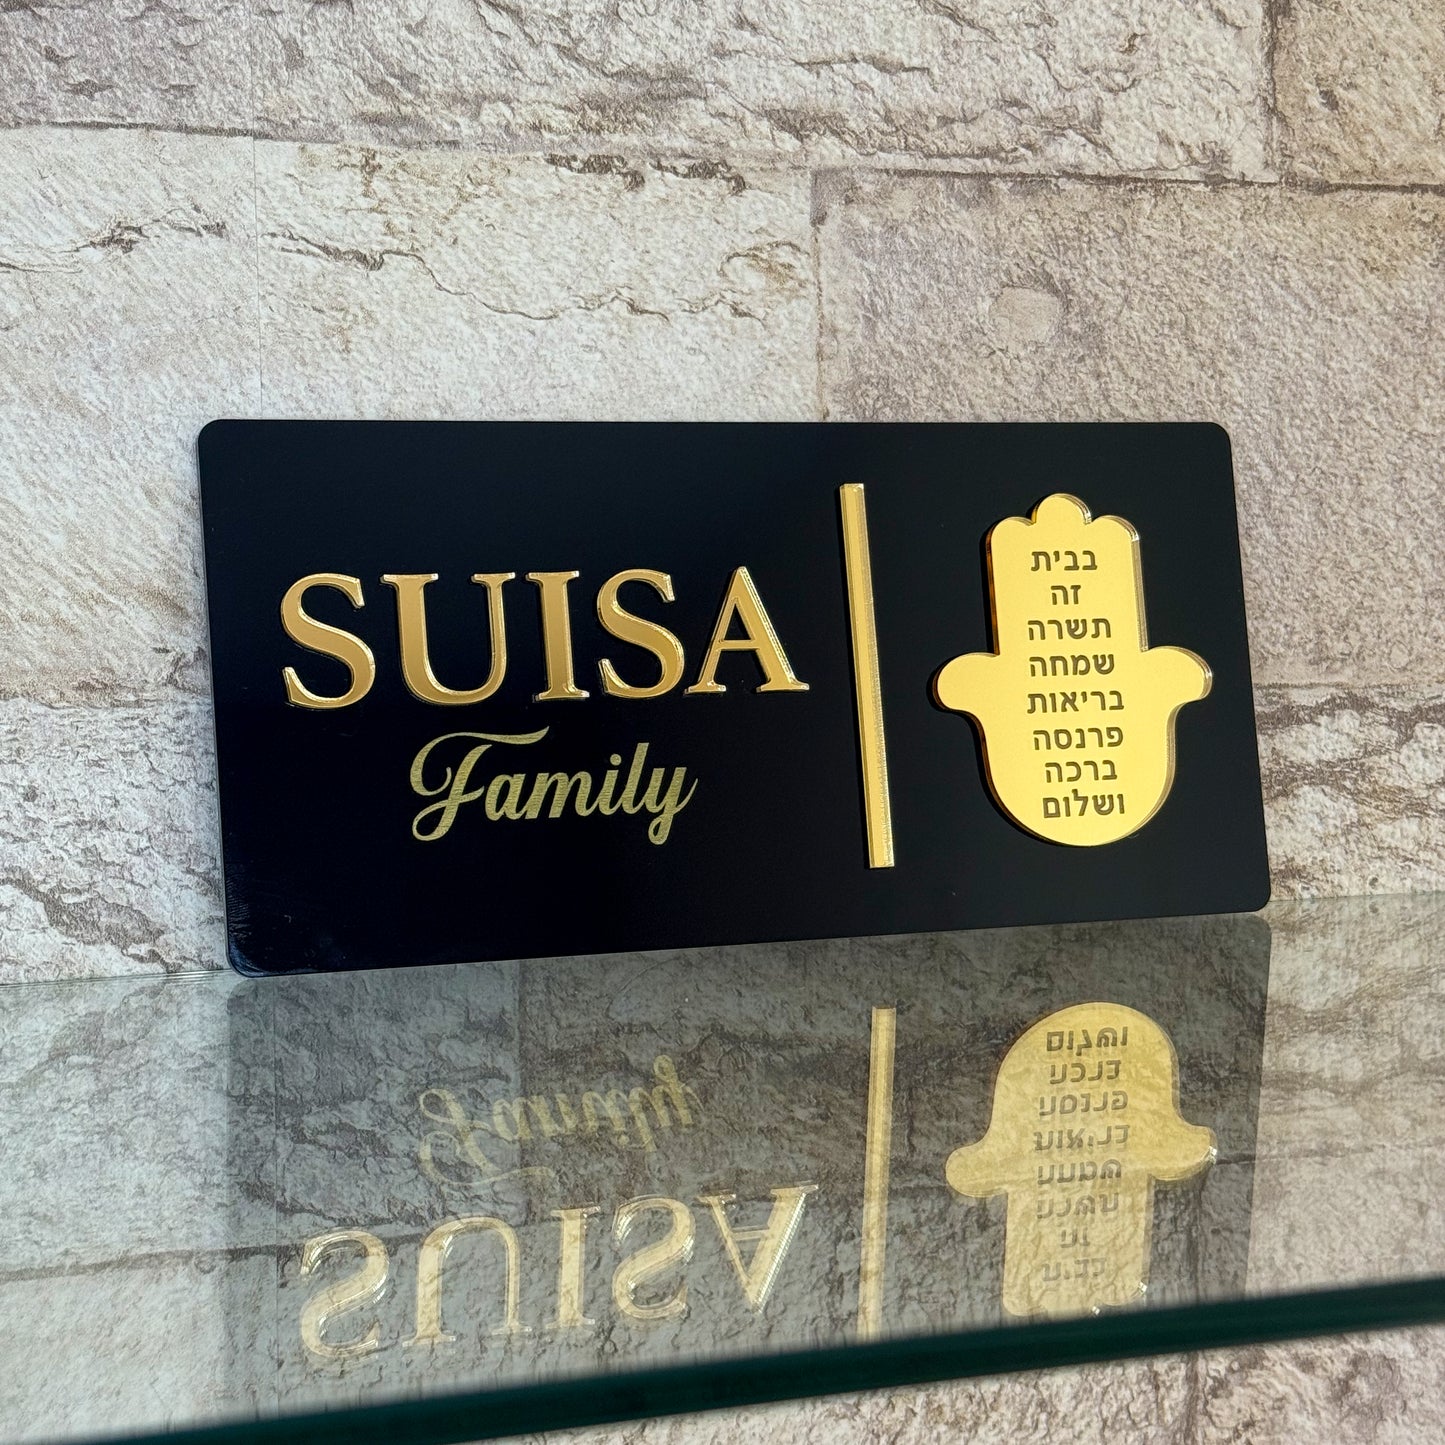 SUISA
Family
בבית
זה
תשרה
שמחה
בריאות
פרנסה
ברכה
ושלום